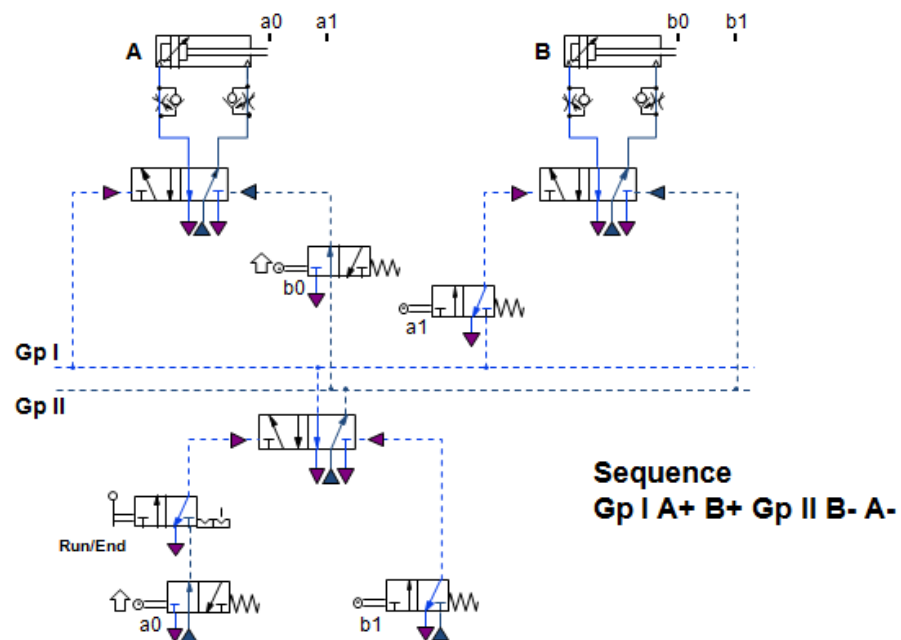 a0 a1 b0 b1
A B
b0
a1
Gp I
Gp II
Sequence
Gp I A+ B+ Gp II B- A-
Run/End
a0 b1